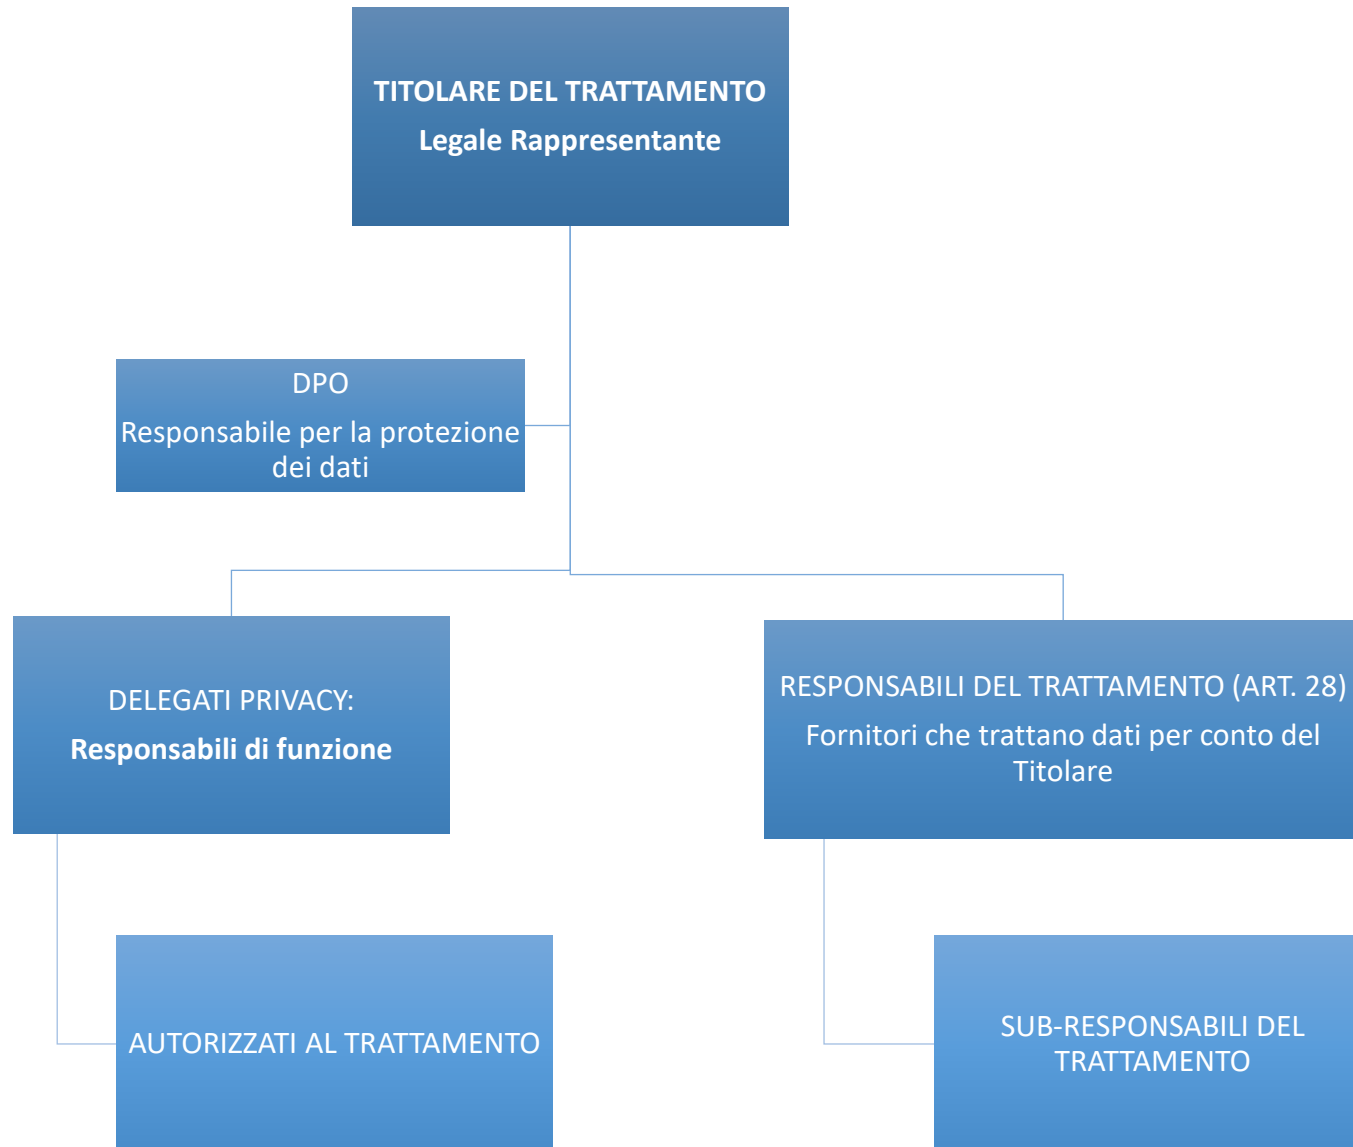 TITOLARE DEL TRATTAMENTO
Legale Rappresentante
DPO
Responsabile per la protezione
dei dati
DELEGATI PRIVACY:
Responsabili di funzione
RESPONSABILI DEL TRATTAMENTO (ART. 28)
Fornitori che trattano dati per conto del
Titolare
AUTORIZZATI AL TRATTAMENTO
SUB-RESPONSABILI DEL
TRATTAMENTO